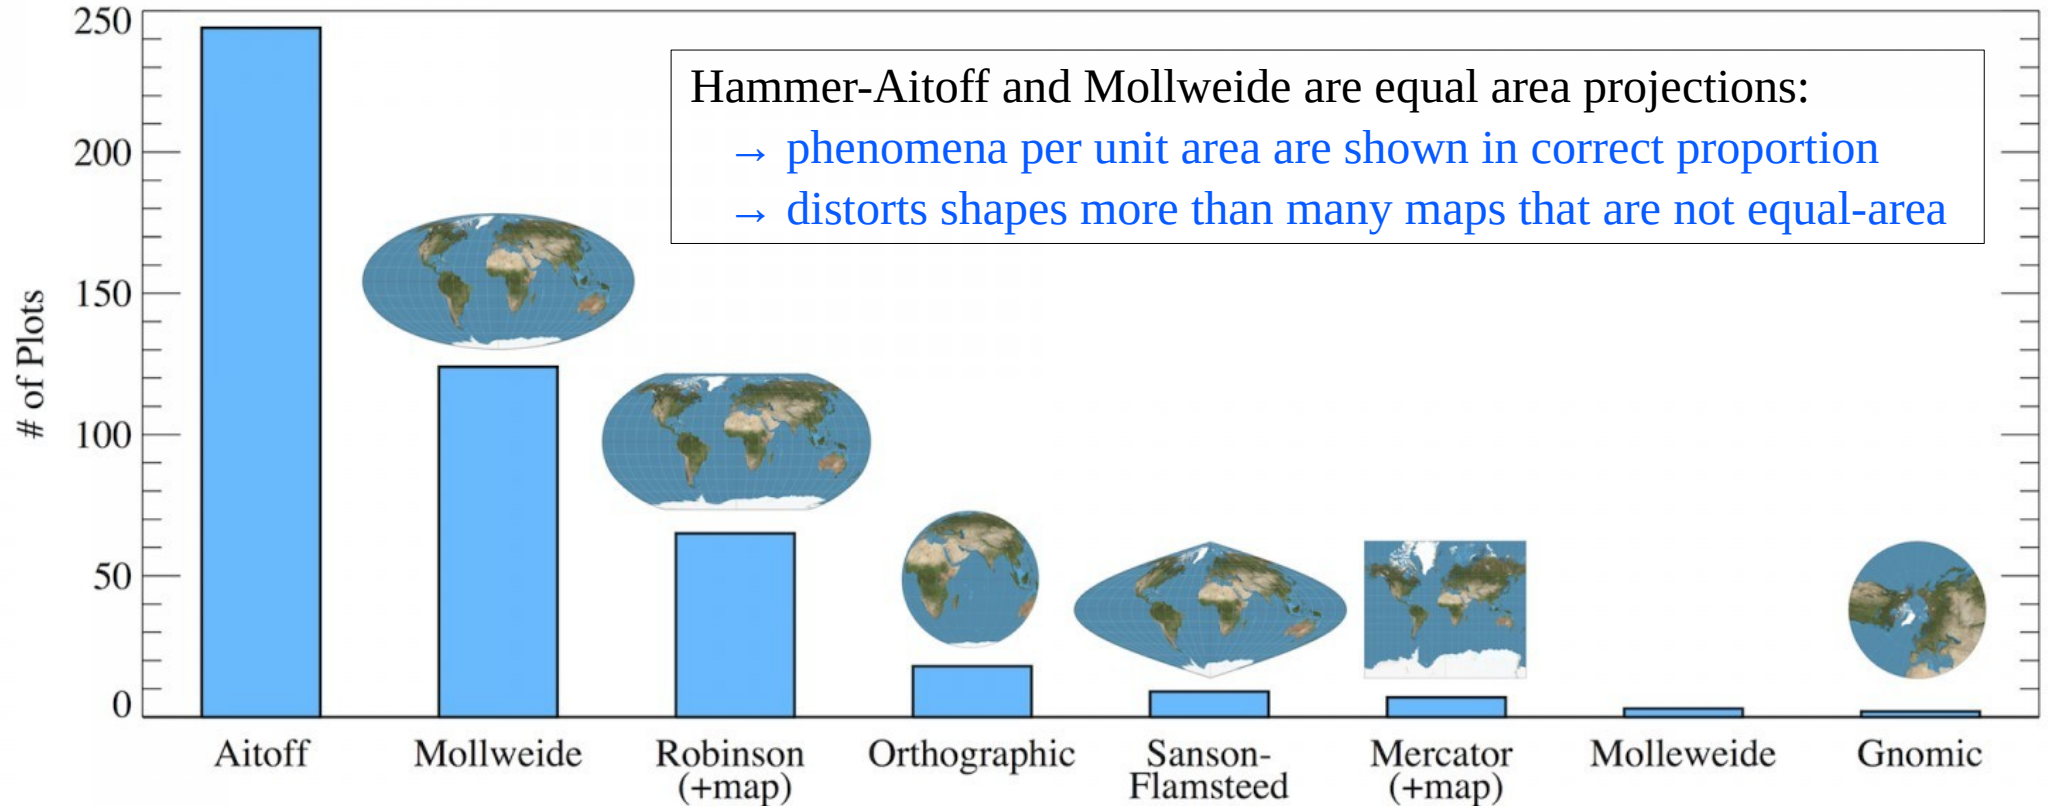 250
200
150
100
50
0
# of Plots
Hammer-Aitoff and Mollweide are equal area projections:
→ phenomena per unit area are shown in correct proportion
→ distorts shapes more than many maps that are not equal-area
Aitoff
Mollweide
Robinson
(+map)
Orthographic
Sanson-
Flamsteed
Mercator
(+map)
Molleweide
Gnomic